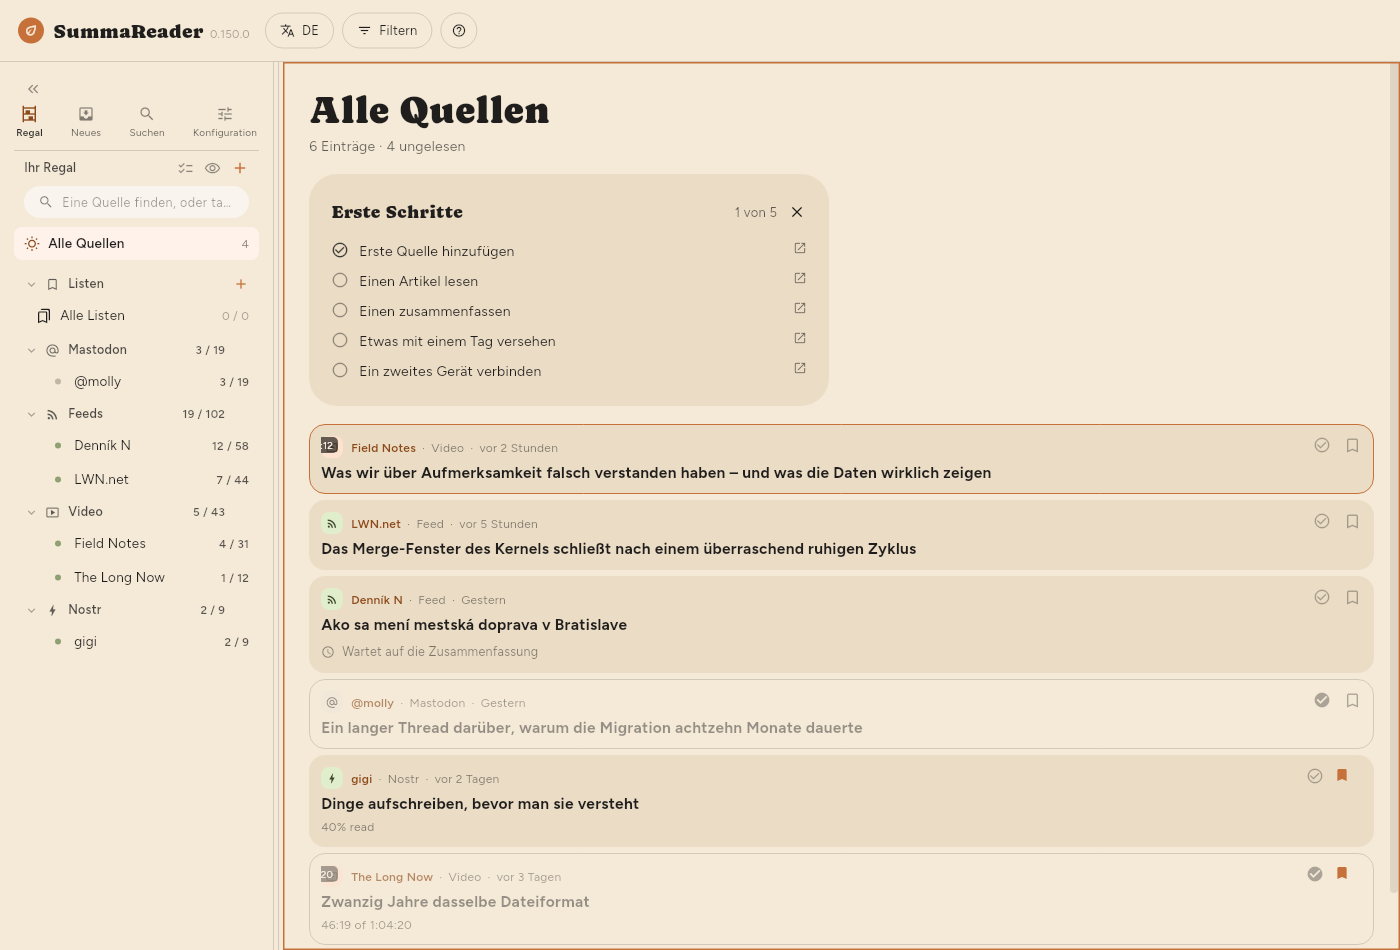 SummaReader 0.150.0 DE Filtern
Regal Neues Suchen Konfiguration
Ihr Regal
Eine Quelle finden, oder ta…
Alle Quellen 4
Listen
Alle Listen 0 / 0
Mastodon 3 / 19
@molly 3 / 19
Feeds 19 / 102
Denník N 12 / 58
LWN.net 7 / 44
Video 5 / 43
Field Notes 4 / 31
The Long Now 1 / 12
Nostr 2 / 9
gigi 2 / 9
Alle Quellen
6 Einträge · 4 ungelesen
Erste Schritte 1 von 5
Erste Quelle hinzufügen
Einen Artikel lesen
Einen zusammenfassen
Etwas mit einem Tag versehen
Ein zweites Gerät verbinden
:12 Field Notes · Video · vor 2 Stunden
Was wir über Aufmerksamkeit falsch verstanden haben – und was die Daten wirklich zeigen
LWN.net · Feed · vor 5 Stunden
Das Merge-Fenster des Kernels schließt nach einem überraschend ruhigen Zyklus
Denník N · Feed · Gestern
Ako sa mení mestská doprava v Bratislave
Wartet auf die Zusammenfassung
@molly · Mastodon · Gestern
Ein langer Thread darüber, warum die Migration achtzehn Monate dauerte
gigi · Nostr · vor 2 Tagen
Dinge aufschreiben, bevor man sie versteht
40% read
20 The Long Now · Video · vor 3 Tagen
Zwanzig Jahre dasselbe Dateiformat
46:19 of 1:04:20